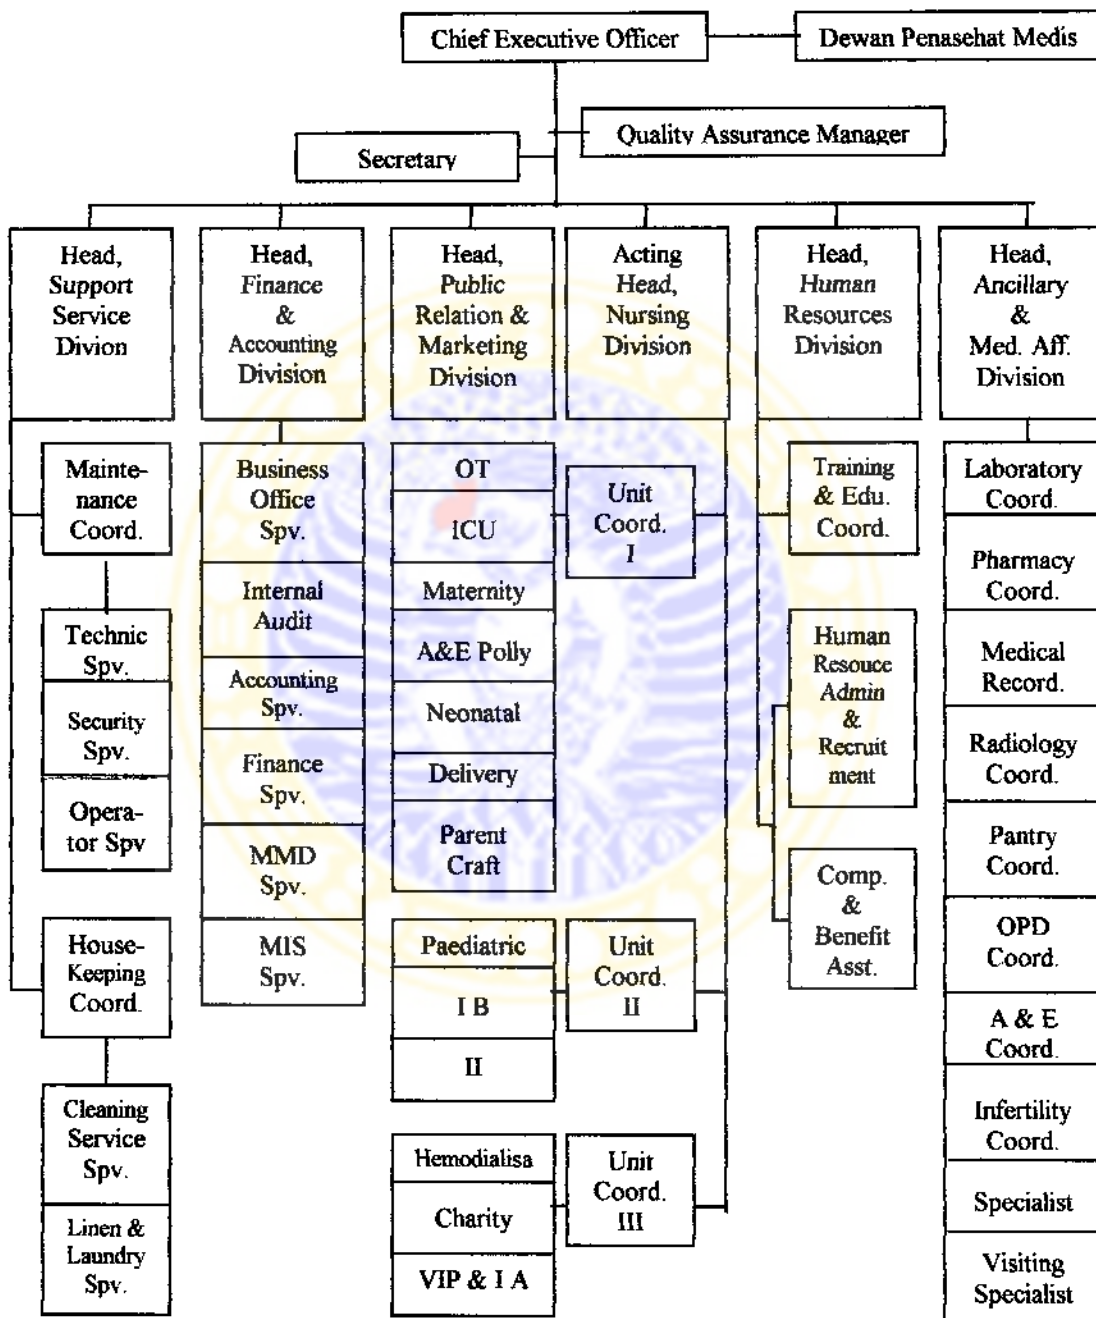 Chief Executive Officer
Dewan Penasehat Medis
Quality Assurance Manager
Secretary
Head,
Support
Service
Divion
Head,
Finance
&
Accounting
Division
Head,
Public
Relation &
Marketing
Division
Acting
Head,
Nursing
Division
Head,
Human
Resources
Division
Head,
Ancillary
&
Med. Aff.
Division
Mainte-
nance
Coord.
Technic
Spv.
Security
Spv.
Opera-
tor Spv
House-
Keeping
Coord.
Cleaning
Service
Spv.
Linen &
Laundry
Spv.
Business
Office
Spv.
Internal
Audit
Accounting
Spv.
Finance
Spv.
MMD
Spv.
MIS
Spv.
OT
ICU
Maternity
A&E Polly
Neonatal
Delivery
Parent
Craft
Unit
Coord.
I
Paediatric
I B
II
Unit
Coord.
II
Hemodialisa
Charity
VIP & I A
Unit
Coord.
III
Training
& Edu.
Coord.
Human
Resouce
Admin
&
Recruit
ment
Comp.
&
Benefit
Asst.
Laboratory
Coord.
Pharmacy
Coord.
Medical
Record.
Radiology
Coord.
Pantry
Coord.
OPD
Coord.
A & E
Coord.
Infertility
Coord.
Specialist
Visiting
Specialist